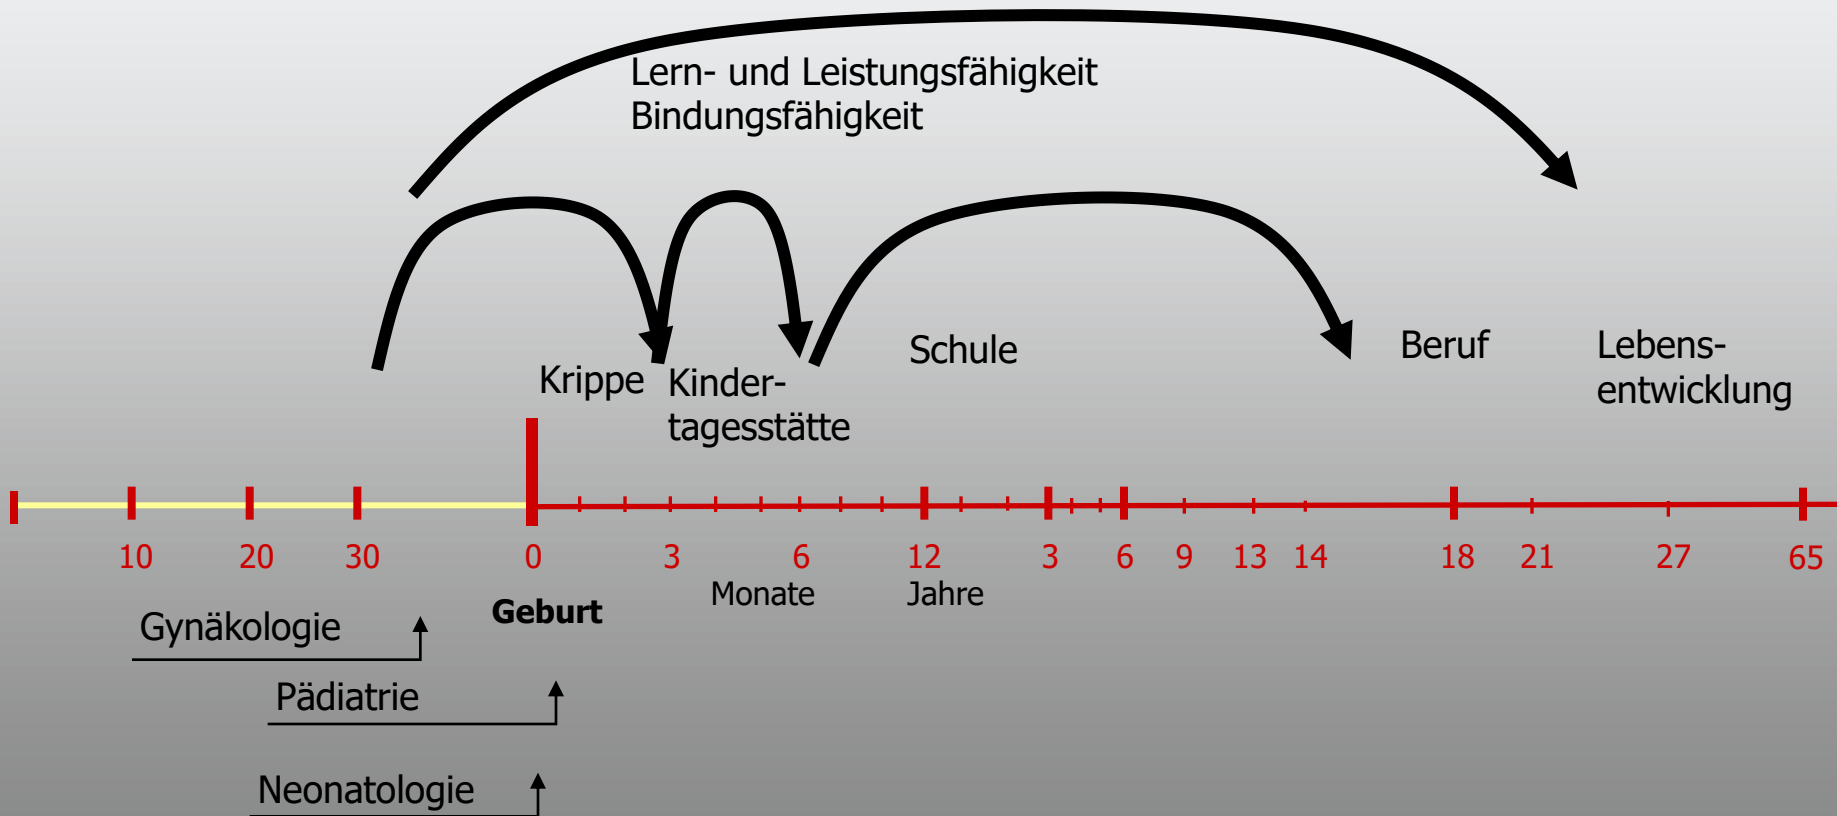 Lern- und Leistungsfähigkeit
Bindungsfähigkeit
Schule
Beruf
Lebens-
entwicklung
Krippe
Kinder-
tagesstätte
10 20 30 0 3 6 12 3 6 9 13 14 18 21 27 65
Monate Jahre
Geburt
Gynäkologie
Pädiatrie
Neonatologie